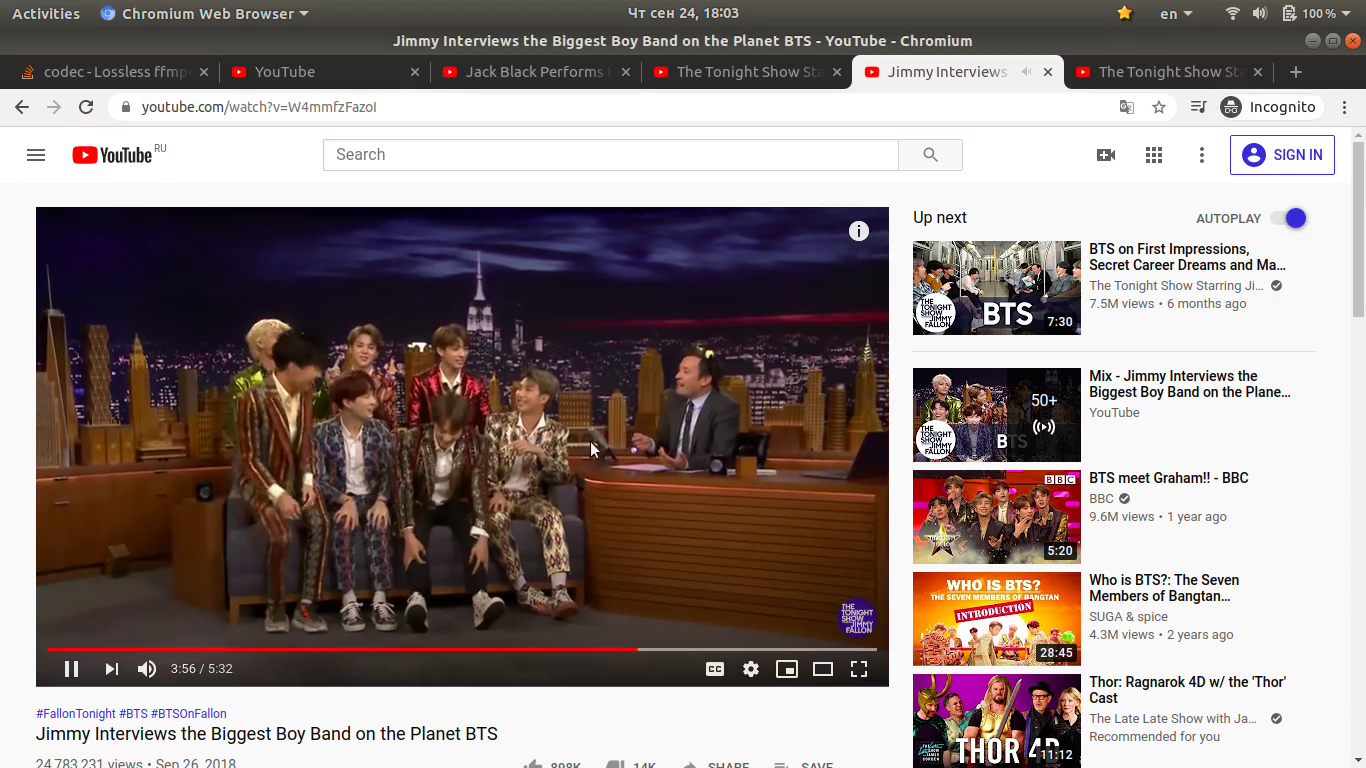 Activities
Chromium Web Browser
Чт сен 24, 18:03
en
100 %
Jimmy Interviews the Biggest Boy Band on the Planet BTS - YouTube - Chromium
codec - Lossless ffmp
YouTube
Jack Black Performs
The Tonight Show Sta
Jimmy Interviews
The Tonight Show St
youtube.com/watch?v=W4mmfzFazoI
Incognito
YouTube RU
Search
SIGN IN
THE TONIGHT SHOW JIMMY FALLON
3:56 / 5:32
CC
#FallonTonight #BTS #BTSOnFallon
Jimmy Interviews the Biggest Boy Band on the Planet BTS
24,783,231 views • Sep 26, 2018
898K
14K
SHARE
SAVE
Up next
AUTOPLAY
THE TONIGHT SHOW JIMMY FALLON
BTS
7:30
BTS on First Impressions,
Secret Career Dreams and Ma...
The Tonight Show Starring Ji...
7.5M views • 6 months ago
THE TONIGHT SHOW JIMMY FALLON
BTS
50+
Mix - Jimmy Interviews the
Biggest Boy Band on the Plane...
YouTube
BBC
5:20
BTS meet Graham!! - BBC
BBC
9.6M views • 1 year ago
WHO IS BTS?
THE SEVEN MEMBERS OF BANGTAN
INTRODUCTION
28:45
Who is BTS?: The Seven
Members of Bangtan...
SUGA & spice
4.3M views • 2 years ago
THE LATE LATE SHOW JAMES CORDEN
THOR 4D
11:12
Thor: Ragnarok 4D w/ the 'Thor'
Cast
The Late Late Show with Ja...
Recommended for you